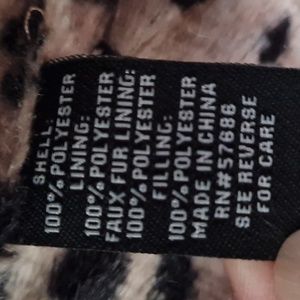 SHELL:
100% POLYESTER
LINING:
100% POLYESTER
FAUX FUR LINING:
100% POLYESTER
FILLING:
100% POLYESTER
MADE IN CHINA
RN#57688
SEE REVERSE
FOR CARE